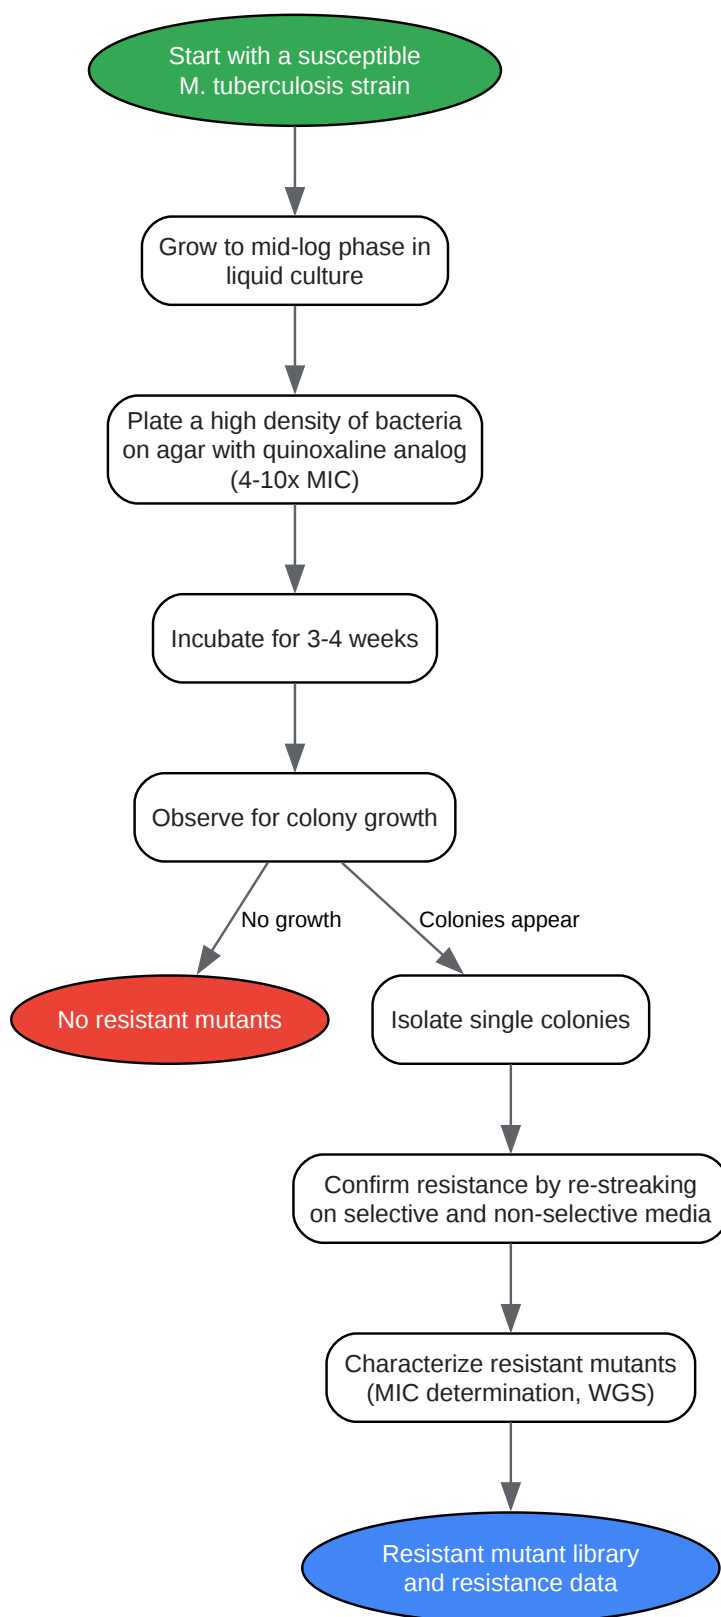 Start with a susceptible
M. tuberculosis strain
Grow to mid-log phase in
liquid culture
Plate a high density of bacteria
on agar with quinoxaline analog
(4-10x MIC)
Incubate for 3-4 weeks
Observe for colony growth
No growth
Colonies appear
No resistant mutants
Isolate single colonies
Confirm resistance by re-streaking
on selective and non-selective media
Characterize resistant mutants
(MIC determination, WGS)
Resistant mutant library
and resistance data